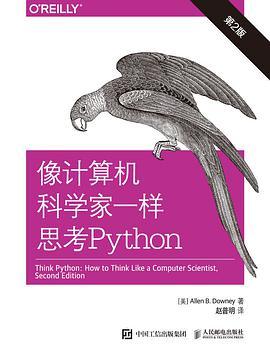 O'REILLY®
第2版
像计算机
科学家一样
思考Python
Think Python: How to Think Like a Computer Scientist,
Second Edition
[美] Allen B. Downey 著
赵普明 译
中国工信出版集团
人民邮电出版社
POSTS & TELECOM PRESS